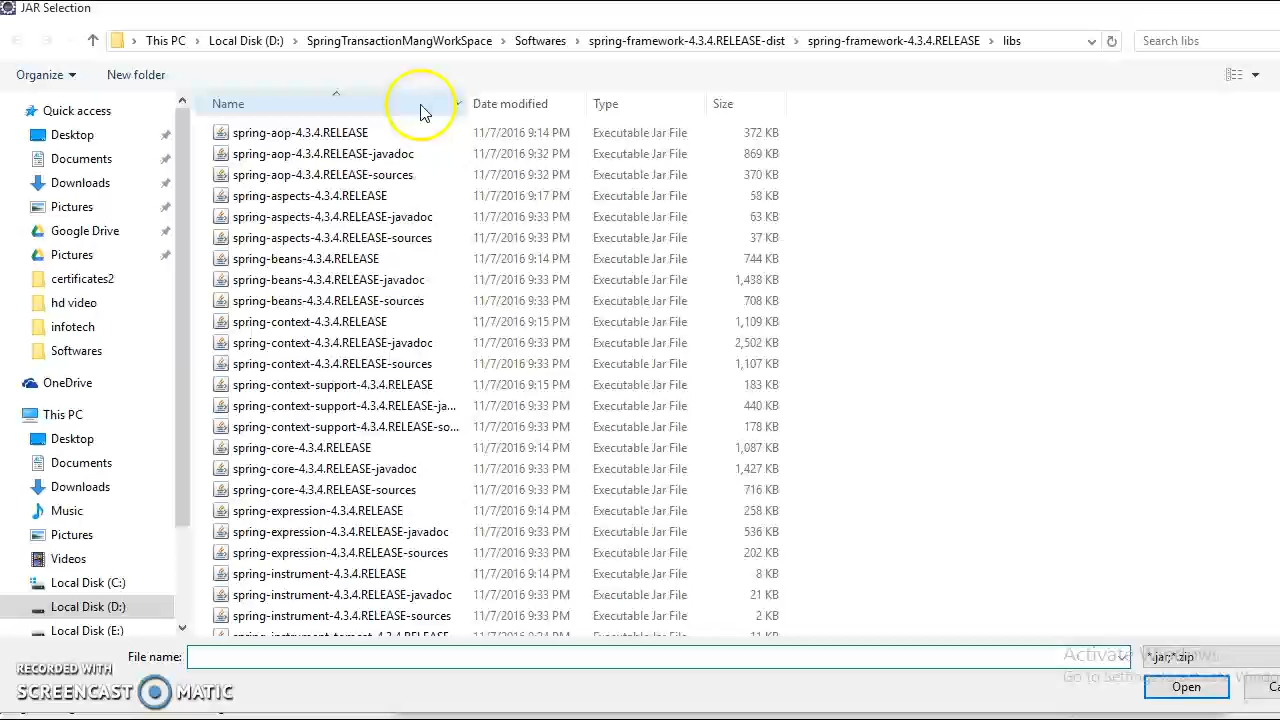 JAR Selection
This PC > Local Disk (D:) > SpringTransactionMangWorkSpace > Softwares > spring-framework-4.3.4.RELEASE-dist > spring-framework-4.3.4.RELEASE > libs
Search libs
Organize
New folder
Name Date modified Type Size
Quick access
Desktop
Documents
Downloads
Pictures
Google Drive
Pictures
certificates2
hd video
infotech
Softwares
OneDrive
This PC
Desktop
Documents
Downloads
Music
Pictures
Videos
Local Disk (C:)
Local Disk (D:)
Local Disk (E:)
spring-aop-4.3.4.RELEASE 11/7/2016 9:14 PM Executable Jar File 372 KB
spring-aop-4.3.4.RELEASE-javadoc 11/7/2016 9:32 PM Executable Jar File 869 KB
spring-aop-4.3.4.RELEASE-sources 11/7/2016 9:32 PM Executable Jar File 370 KB
spring-aspects-4.3.4.RELEASE 11/7/2016 9:17 PM Executable Jar File 58 KB
spring-aspects-4.3.4.RELEASE-javadoc 11/7/2016 9:33 PM Executable Jar File 63 KB
spring-aspects-4.3.4.RELEASE-sources 11/7/2016 9:33 PM Executable Jar File 37 KB
spring-beans-4.3.4.RELEASE 11/7/2016 9:14 PM Executable Jar File 744 KB
spring-beans-4.3.4.RELEASE-javadoc 11/7/2016 9:33 PM Executable Jar File 1,438 KB
spring-beans-4.3.4.RELEASE-sources 11/7/2016 9:33 PM Executable Jar File 708 KB
spring-context-4.3.4.RELEASE 11/7/2016 9:15 PM Executable Jar File 1,109 KB
spring-context-4.3.4.RELEASE-javadoc 11/7/2016 9:33 PM Executable Jar File 2,502 KB
spring-context-4.3.4.RELEASE-sources 11/7/2016 9:33 PM Executable Jar File 1,107 KB
spring-context-support-4.3.4.RELEASE 11/7/2016 9:15 PM Executable Jar File 183 KB
spring-context-support-4.3.4.RELEASE-ja... 11/7/2016 9:33 PM Executable Jar File 440 KB
spring-context-support-4.3.4.RELEASE-so... 11/7/2016 9:33 PM Executable Jar File 178 KB
spring-core-4.3.4.RELEASE 11/7/2016 9:14 PM Executable Jar File 1,087 KB
spring-core-4.3.4.RELEASE-javadoc 11/7/2016 9:33 PM Executable Jar File 1,427 KB
spring-core-4.3.4.RELEASE-sources 11/7/2016 9:33 PM Executable Jar File 716 KB
spring-expression-4.3.4.RELEASE 11/7/2016 9:14 PM Executable Jar File 258 KB
spring-expression-4.3.4.RELEASE-javadoc 11/7/2016 9:33 PM Executable Jar File 536 KB
spring-expression-4.3.4.RELEASE-sources 11/7/2016 9:33 PM Executable Jar File 202 KB
spring-instrument-4.3.4.RELEASE 11/7/2016 9:14 PM Executable Jar File 8 KB
spring-instrument-4.3.4.RELEASE-javadoc 11/7/2016 9:33 PM Executable Jar File 21 KB
spring-instrument-4.3.4.RELEASE-sources 11/7/2016 9:33 PM Executable Jar File 2 KB
File name:
*.jar;*.zip
Activate Windows
Go to Settings to activate Windo
Open
RECORDED WITH
SCREENCAST MATIC